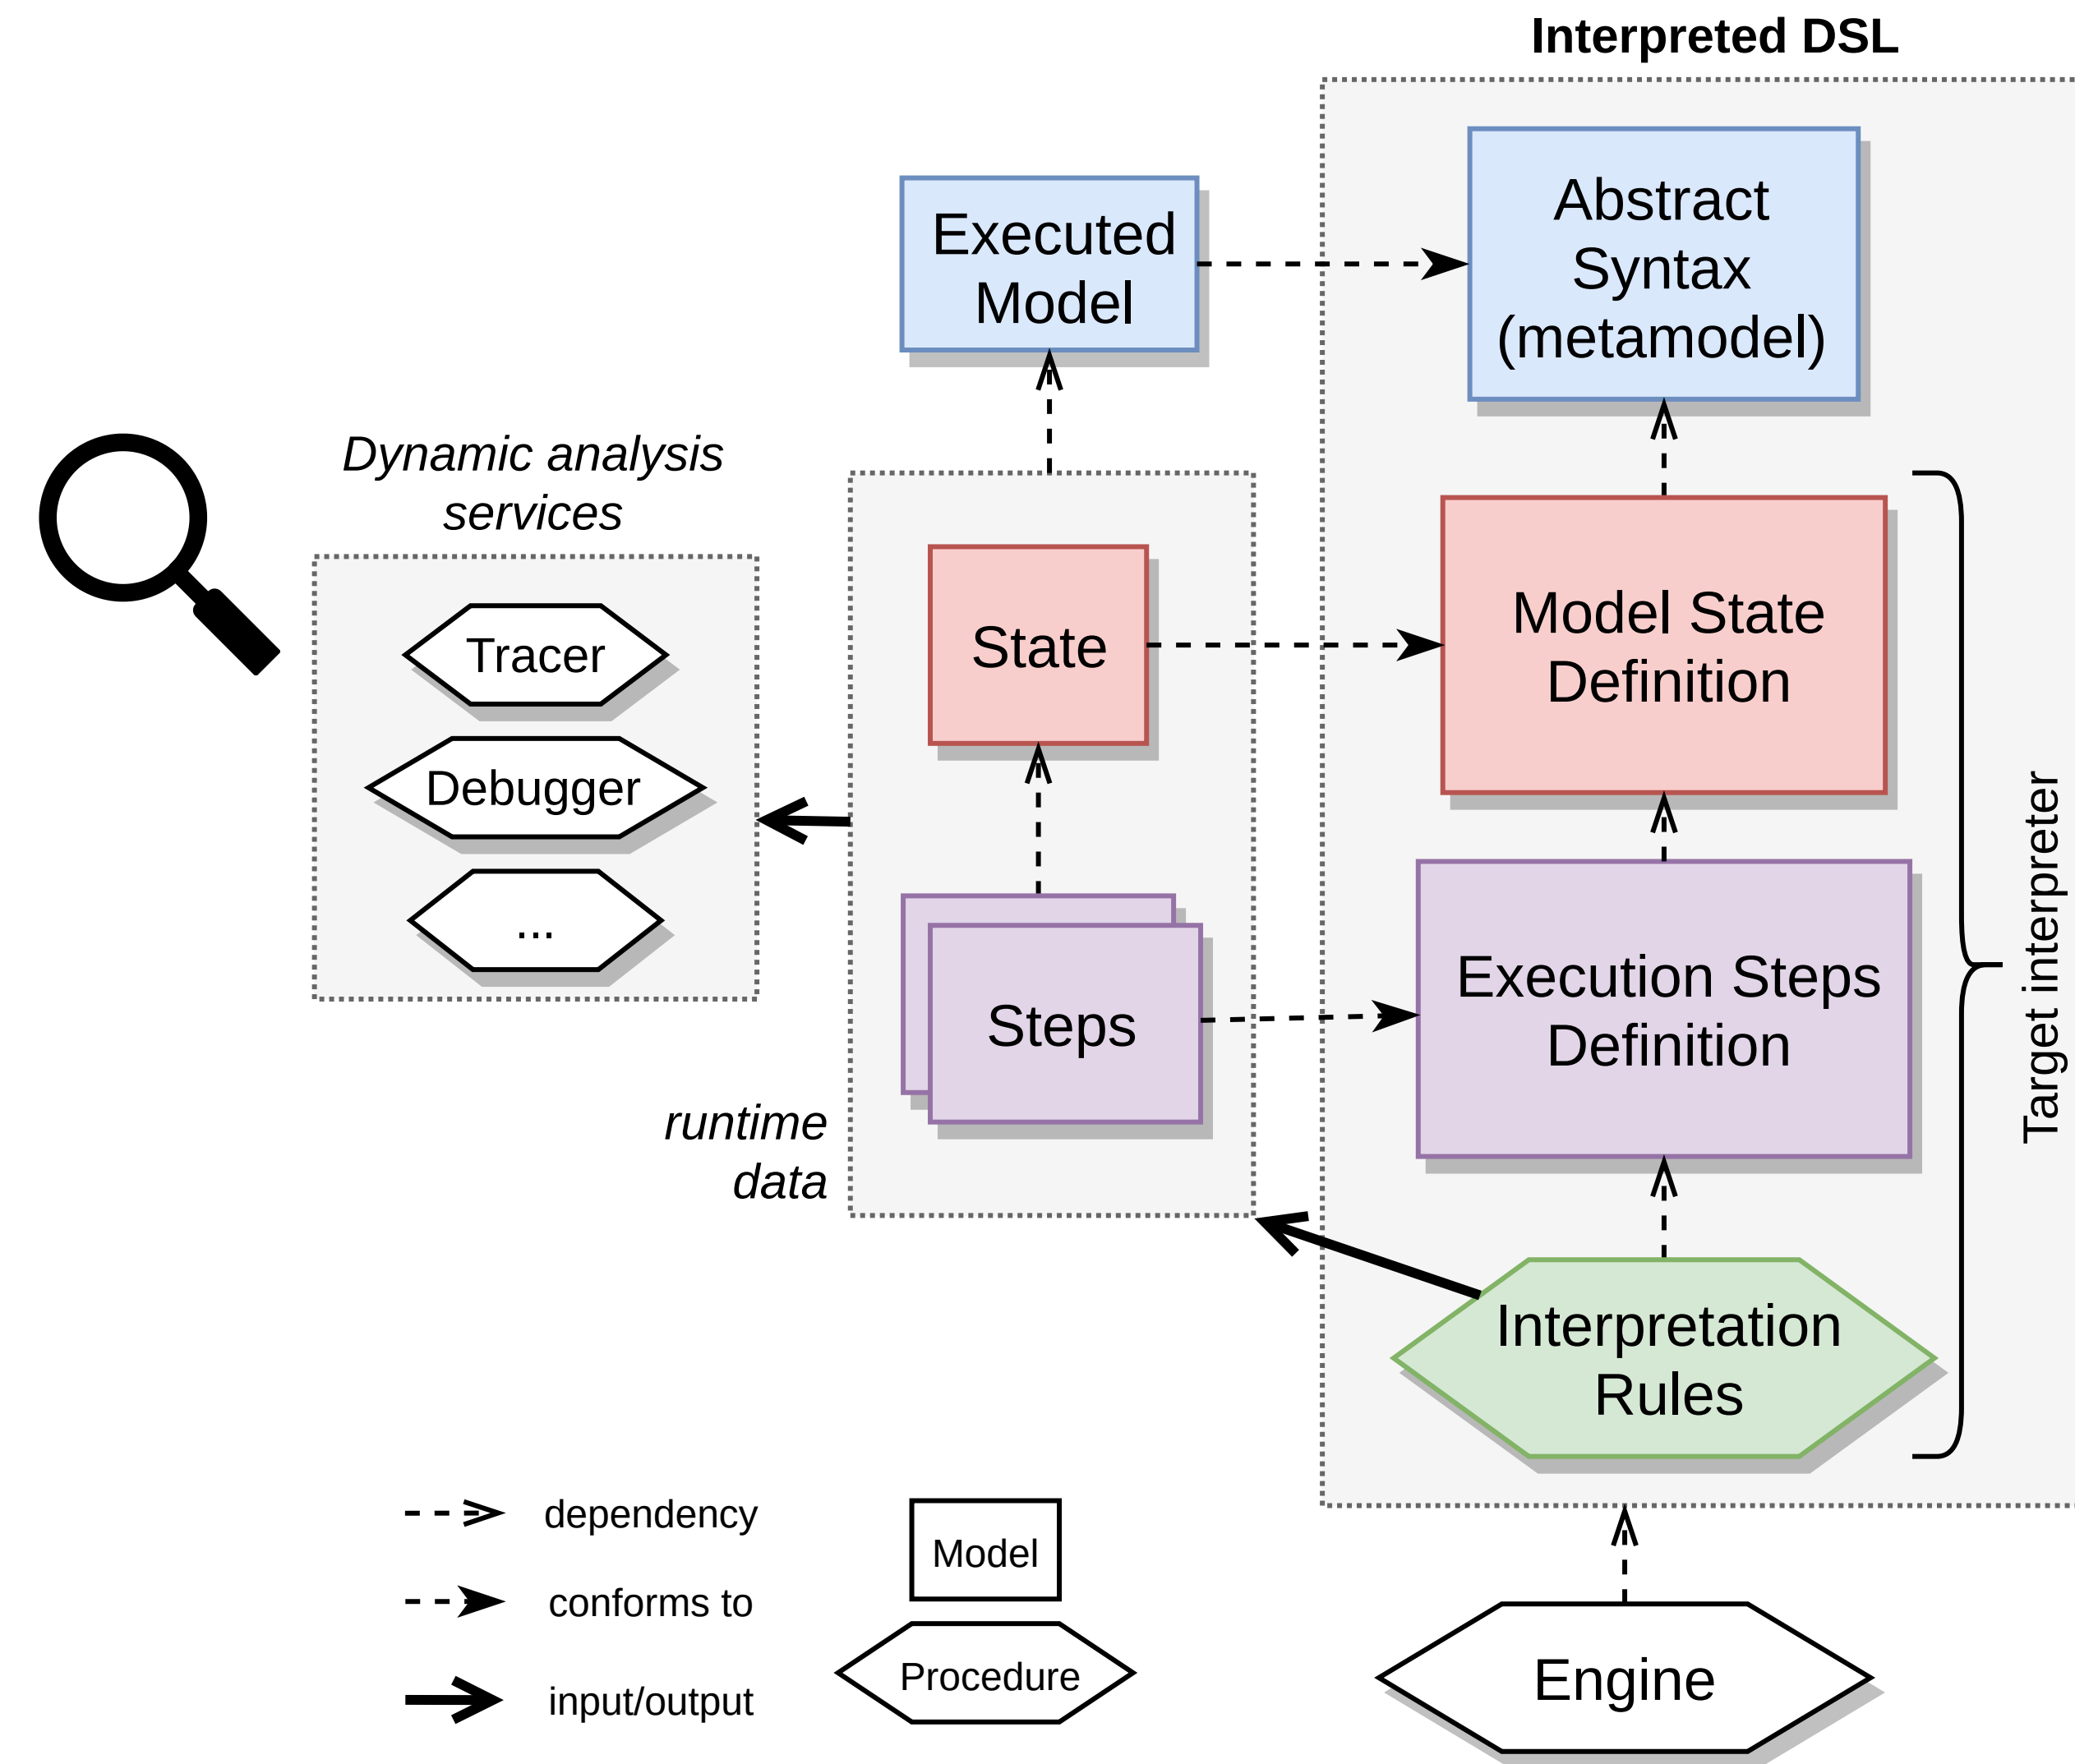 Interpreted DSL
Abstract
Syntax
(metamodel)
Executed
Model
Dynamic analysis
services
Tracer
Debugger
...
State
Steps
runtime
data
Model State
Definition
Execution Steps
Definition
Interpretation
Rules
Target interpreter
Engine
dependency
conforms to
input/output
Model
Procedure